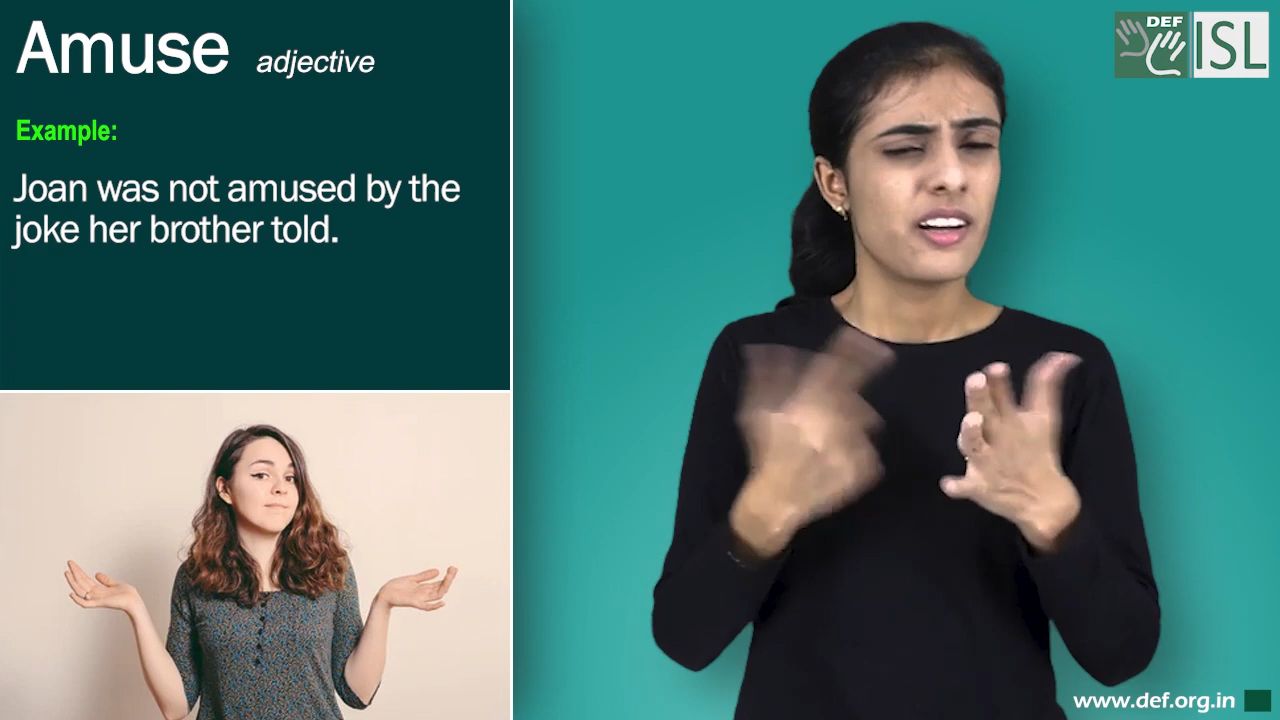 Amuse adjective
Example:
Joan was not amused by the
joke her brother told.
DEF
ISL
www.def.org.in